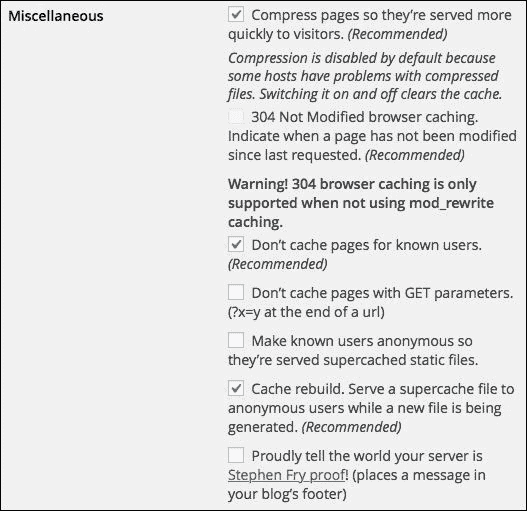 Miscellaneous
Compress pages so they're served more
quickly to visitors. (Recommended)
Compression is disabled by default because
some hosts have problems with compressed
files. Switching it on and off clears the cache.
304 Not Modified browser caching.
Indicate when a page has not been modified
since last requested. (Recommended)
Warning! 304 browser caching is only
supported when not using mod_rewrite
caching.
Don't cache pages for known users.
(Recommended)
Don't cache pages with GET parameters.
(?x=y at the end of a url)
Make known users anonymous so
they're served supercached static files.
Cache rebuild. Serve a supercache file to
anonymous users while a new file is being
generated. (Recommended)
Proudly tell the world your server is
Stephen Fry proof! (places a message in
your blog's footer)